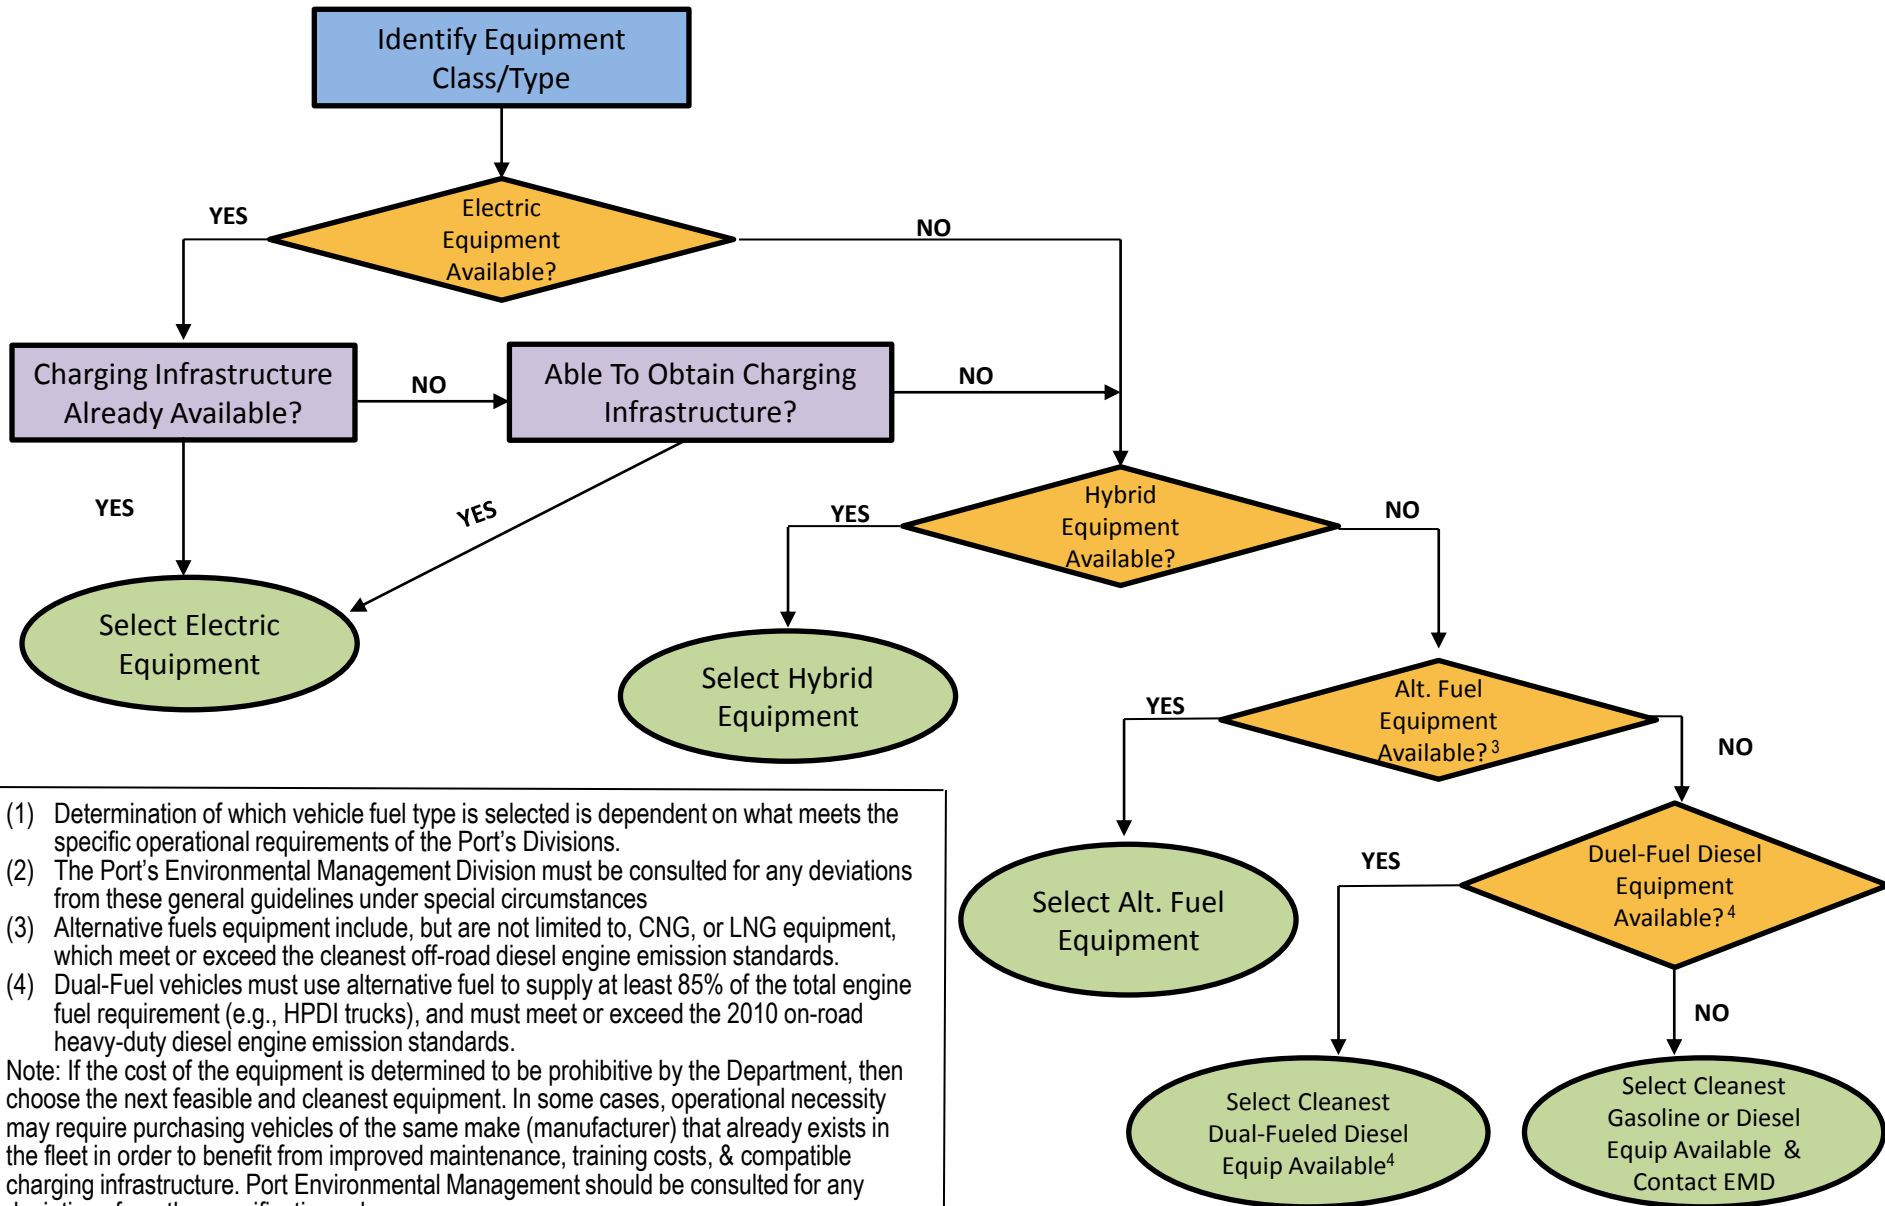 Identify Equipment
Class/Type
Electric
Equipment
Available?
YES
NO
Charging Infrastructure
Already Available?
NO
Able To Obtain Charging
Infrastructure?
NO
YES
YES
Select Electric
Equipment
Hybrid
Equipment
Available?
YES
NO
Select Hybrid
Equipment
Alt. Fuel
Equipment
Available? 3
YES
NO
Select Alt. Fuel
Equipment
Duel-Fuel Diesel
Equipment
Available? 4
YES
NO
Select Cleanest
Dual-Fueled Diesel
Equip Available4
Select Cleanest
Gasoline or Diesel
Equip Available &
Contact EMD
(1) Determination of which vehicle fuel type is selected is dependent on what meets the
specific operational requirements of the Port's Divisions.
(2) The Port's Environmental Management Division must be consulted for any deviations
from these general guidelines under special circumstances
(3) Alternative fuels equipment include, but are not limited to, CNG, or LNG equipment,
which meet or exceed the cleanest off-road diesel engine emission standards.
(4) Dual-Fuel vehicles must use alternative fuel to supply at least 85% of the total engine
fuel requirement (e.g., HPDI trucks), and must meet or exceed the 2010 on-road
heavy-duty diesel engine emission standards.
Note: If the cost of the equipment is determined to be prohibitive by the Department, then
choose the next feasible and cleanest equipment. In some cases, operational necessity
may require purchasing vehicles of the same make (manufacturer) that already exists in
the fleet in order to benefit from improved maintenance, training costs, & compatible
charging infrastructure. Port Environmental Management should be consulted for any